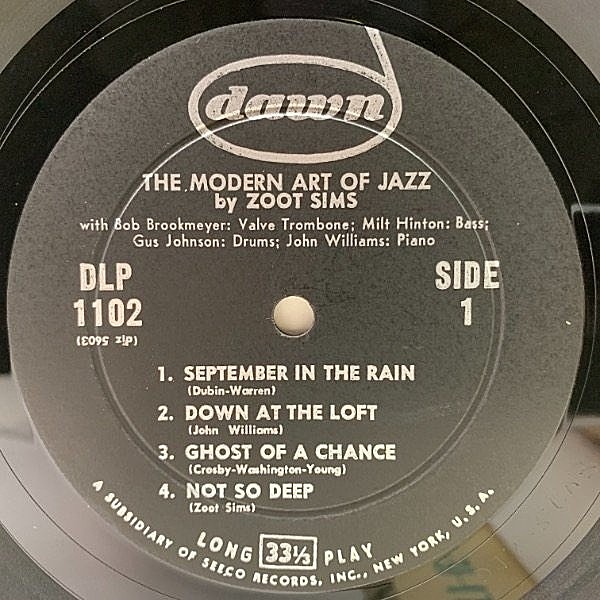 dawn
THE MODERN ART OF JAZZ
by ZOOT SIMS
with Bob Brookmeyer: Valve Trombone; Milt Hinton: Bass;
Gus Johnson: Drums; John Williams: Piano
DLP
1102
(dlz 5603)
SIDE
1
1. SEPTEMBER IN THE RAIN
(Dubin-Warren)
2. DOWN AT THE LOFT
(John Williams)
3. GHOST OF A CHANCE
(Crosby-Washington-Young)
4. NOT SO DEEP
(Zoot Sims)
LONG 33⅓ PLAY
A SUBSIDIARY OF SEECO RECORDS, INC., NEW YORK, U.S.A.